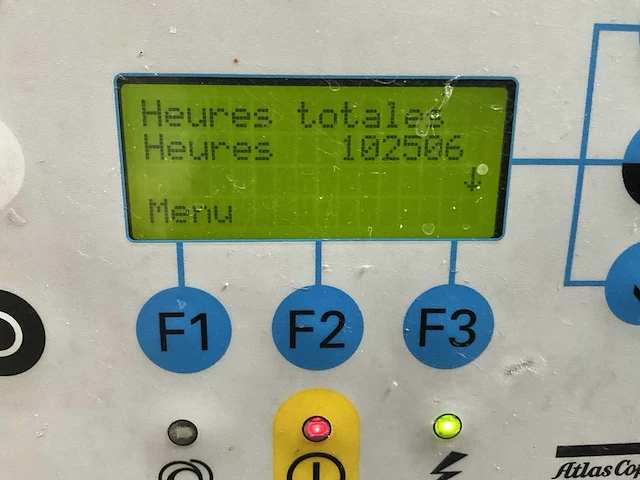 Heures totales
Heures 102506
↓
Menu
F1 F2 F3
Atlas Cop